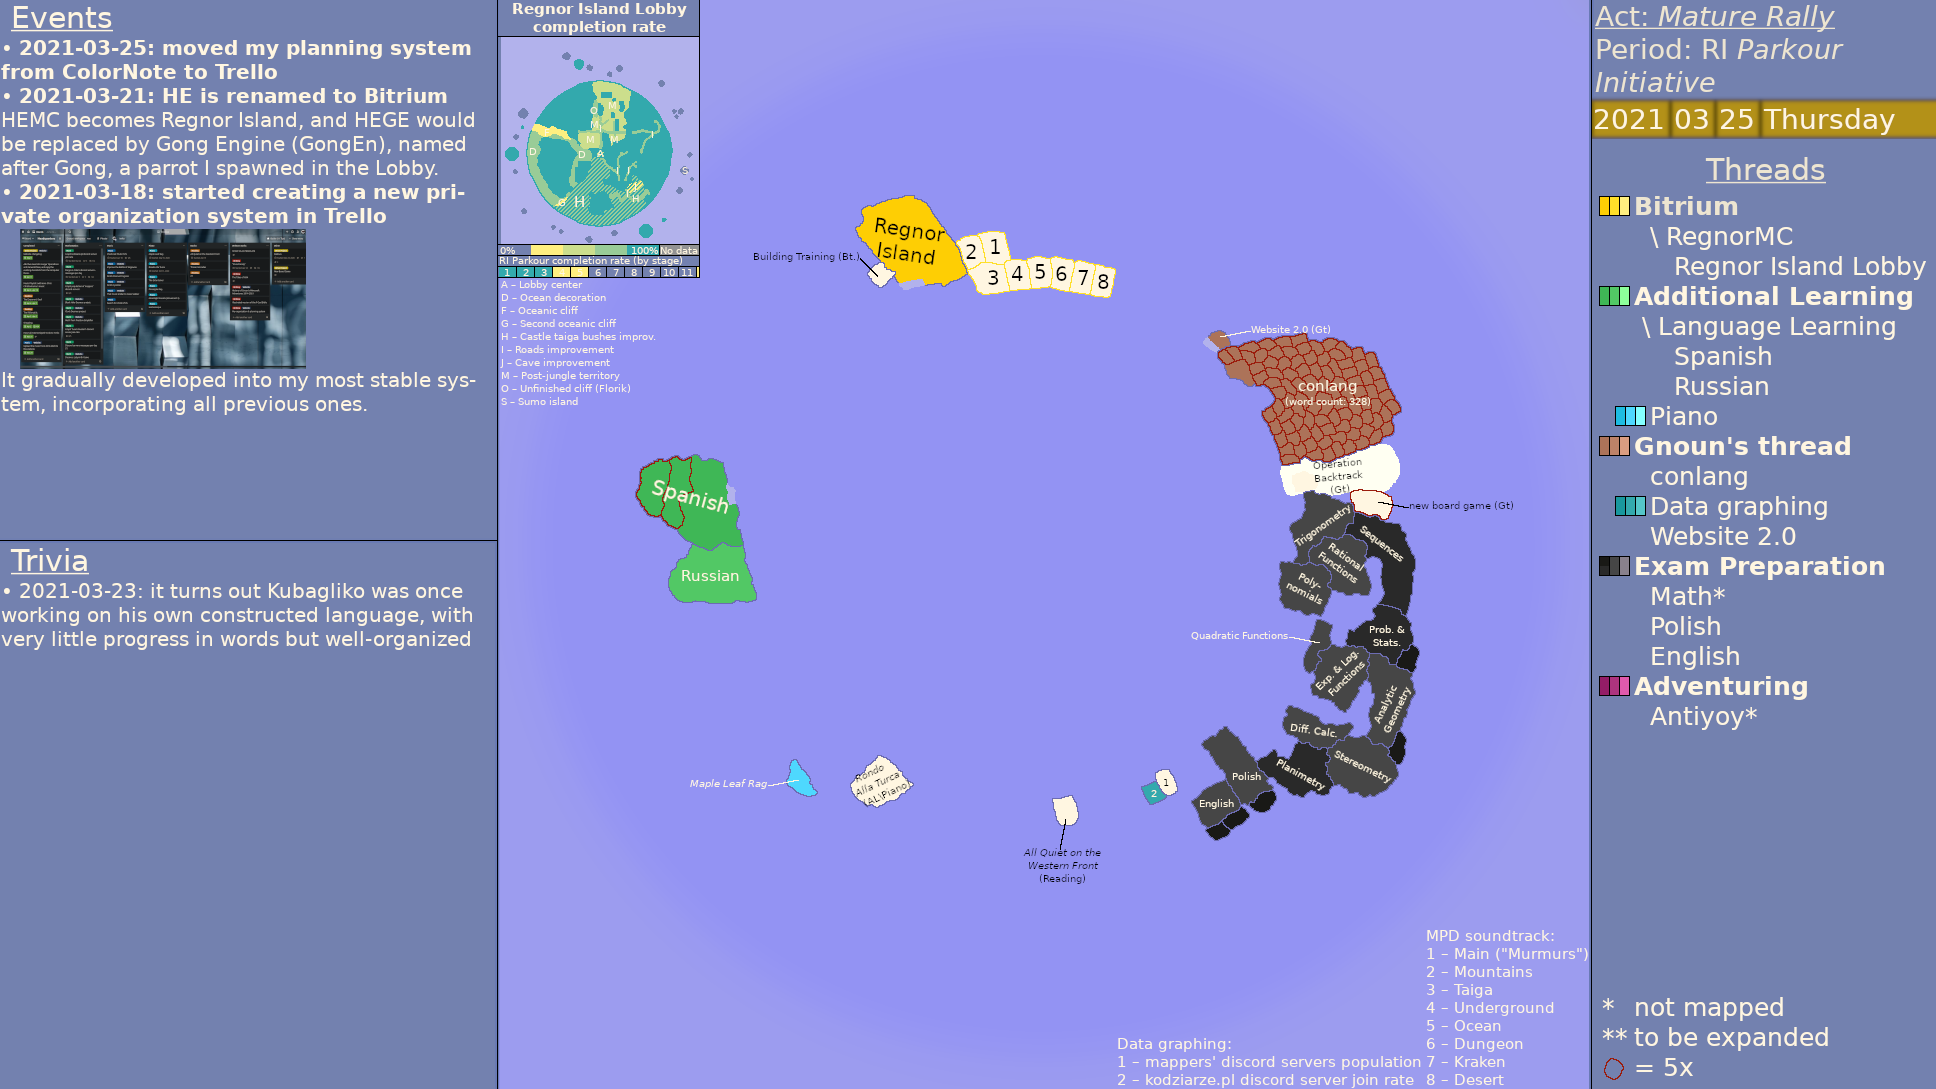 Events
• 2021-03-25: moved my planning system
from ColorNote to Trello
• 2021-03-21: HE is renamed to Bitrium
HEMC becomes Regnor Island, and HEGE would
be replaced by Gong Engine (GongEn), named
after Gong, a parrot I spawned in the Lobby.
• 2021-03-18: started creating a new pri-
vate organization system in Trello
It gradually developed into my most stable sys-
tem, incorporating all previous ones.
Trivia
• 2021-03-23: it turns out Kubagliko was once
working on his own constructed language, with
very little progress in words but well-organized
Regnor Island Lobby
completion rate
O
M
M
M
M
D
D
A
I
I
J
S
F
H
G
H
0%
100%
No data
RI Parkour completion rate (by stage)
1 2 3 6 7 8 9 10 11
A – Lobby center
D – Ocean decoration
F – Oceanic cliff
G – Second oceanic cliff
H – Castle taiga bushes improv.
I – Roads improvement
J – Cave improvement
M – Post-jungle territory
O – Unfinished cliff (Florik)
S – Sumo island
Regnor
Island
Building Training (Bt.)
2 1
3 4 5 6 7 8
Website 2.0 (Gt)
conlang
(word count: 328)
Operation
Backtrack
(Gt)
new board game (Gt)
Trigonometry
Sequences
Rational
Functions
Poly-
nomials
Quadratic Functions
Prob. &
Stats.
Exp. & Log.
Functions
Analytic
Geometry
Diff. Calc.
Stereometry
Planimetry
Polish
English
Spanish
Russian
Maple Leaf Rag
Rondo
Alla Turca
(AL\Piano)
All Quiet on the
Western Front
(Reading)
1
2
Data graphing:
1 – mappers' discord servers population
2 – kodziarze.pl discord server join rate
MPD soundtrack:
1 – Main ("Murmurs")
2 – Mountains
3 – Taiga
4 – Underground
5 – Ocean
6 – Dungeon
7 – Kraken
8 – Desert
Act: Mature Rally
Period: RI Parkour
Initiative
2021 03 25 Thursday
Threads
Bitrium
\ RegnorMC
Regnor Island Lobby
Additional Learning
\ Language Learning
Spanish
Russian
Piano
Gnoun's thread
conlang
Data graphing
Website 2.0
Exam Preparation
Math*
Polish
English
Adventuring
Antiyoy*
* not mapped
** to be expanded
= 5x